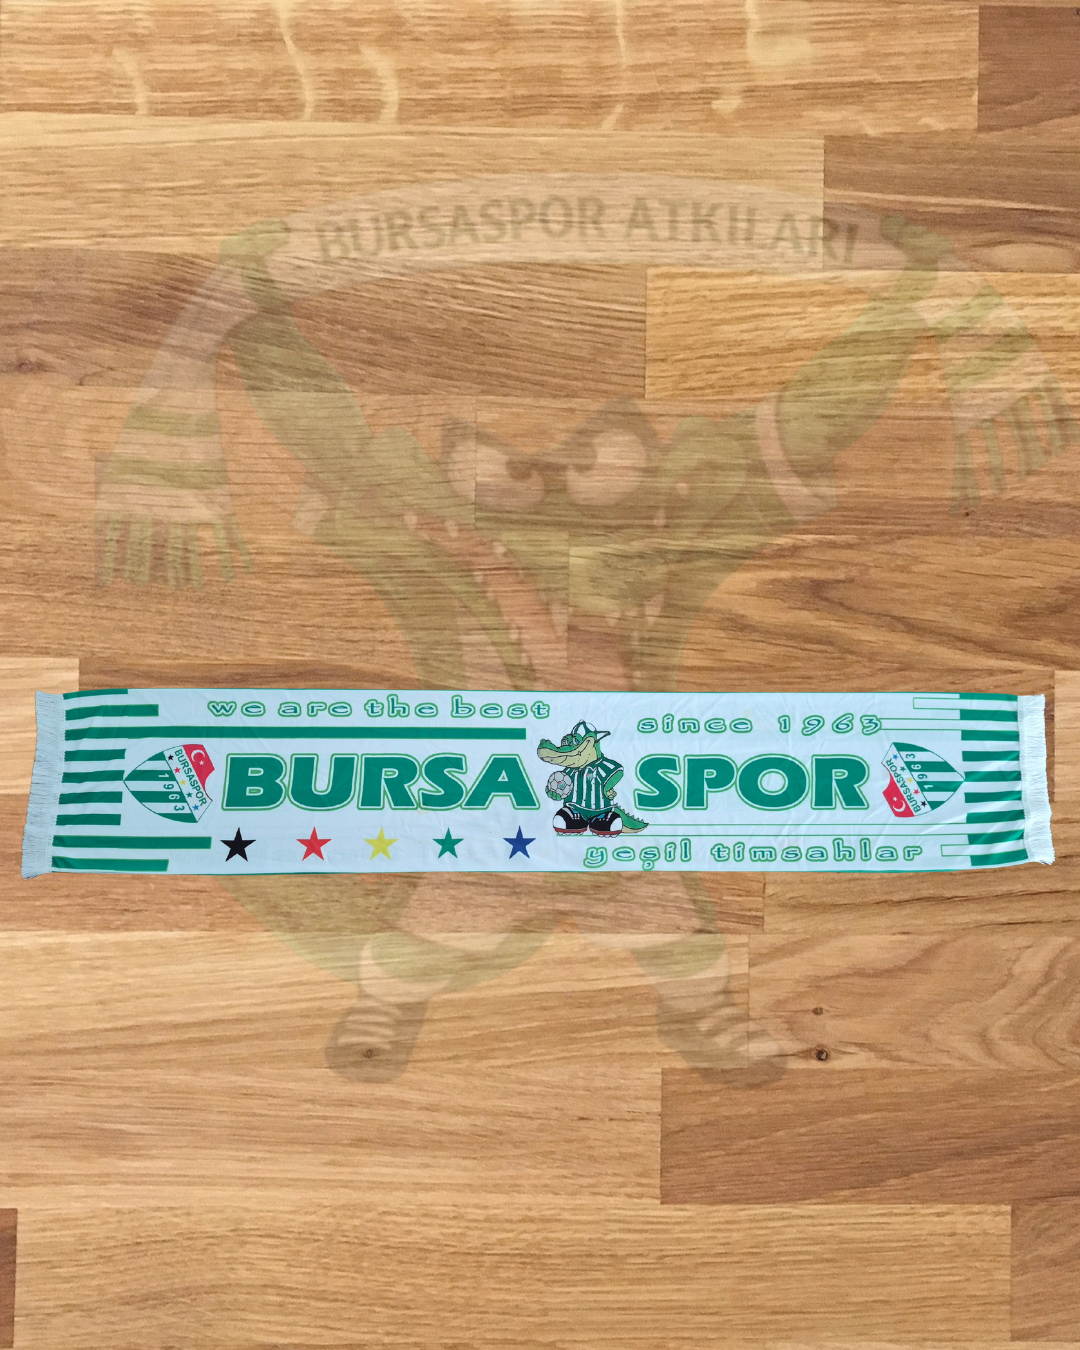 BURSASPOR ATKILARI
we are the best
since 1963
BURSASPOR
1963
BURSA SPOR
BURSASPOR
1963
yeşil timsahlar